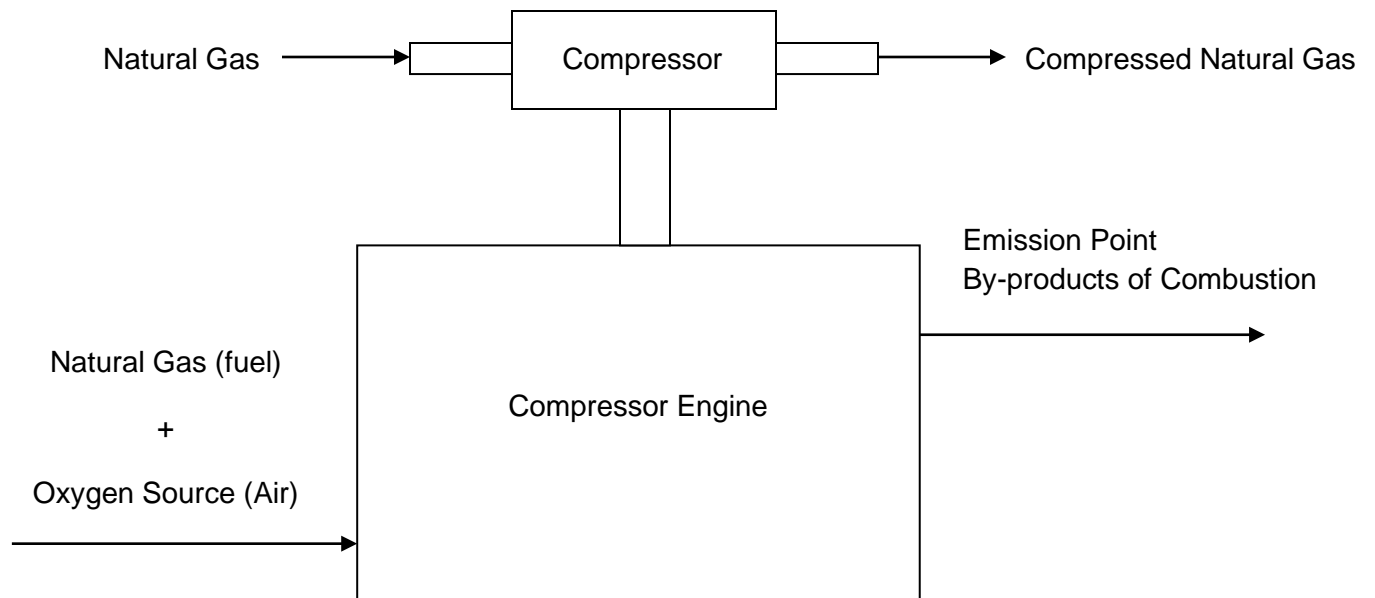 Natural Gas
Compressor
Compressed Natural Gas
Emission Point
By-products of Combustion
Natural Gas (fuel)
+
Oxygen Source (Air)
Compressor Engine